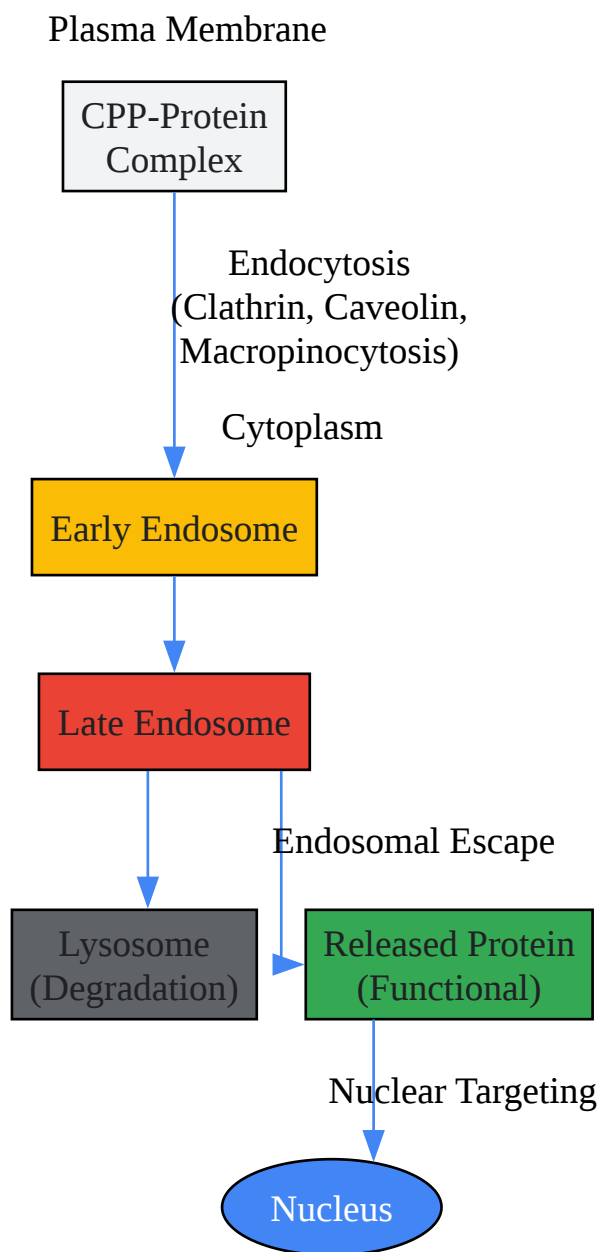 Plasma Membrane
CPP-Protein
Complex
Endocytosis
(Clathrin, Caveolin,
Macropinocytosis)
Cytoplasm
Early Endosome
Late Endosome
Endosomal Escape
Lysosome
(Degradation)
Released Protein
(Functional)
Nuclear Targeting
Nucleus